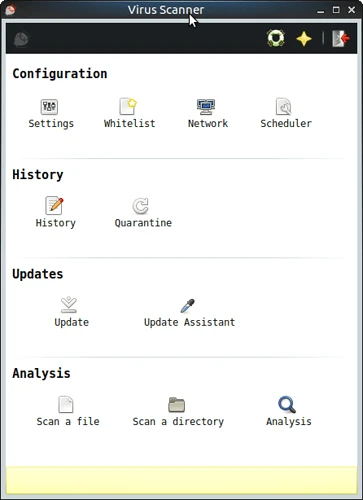 Virus Scanner
Configuration
Settings Whitelist Network Scheduler
History
History Quarantine
Updates
Update Update Assistant
Analysis
Scan a file Scan a directory Analysis